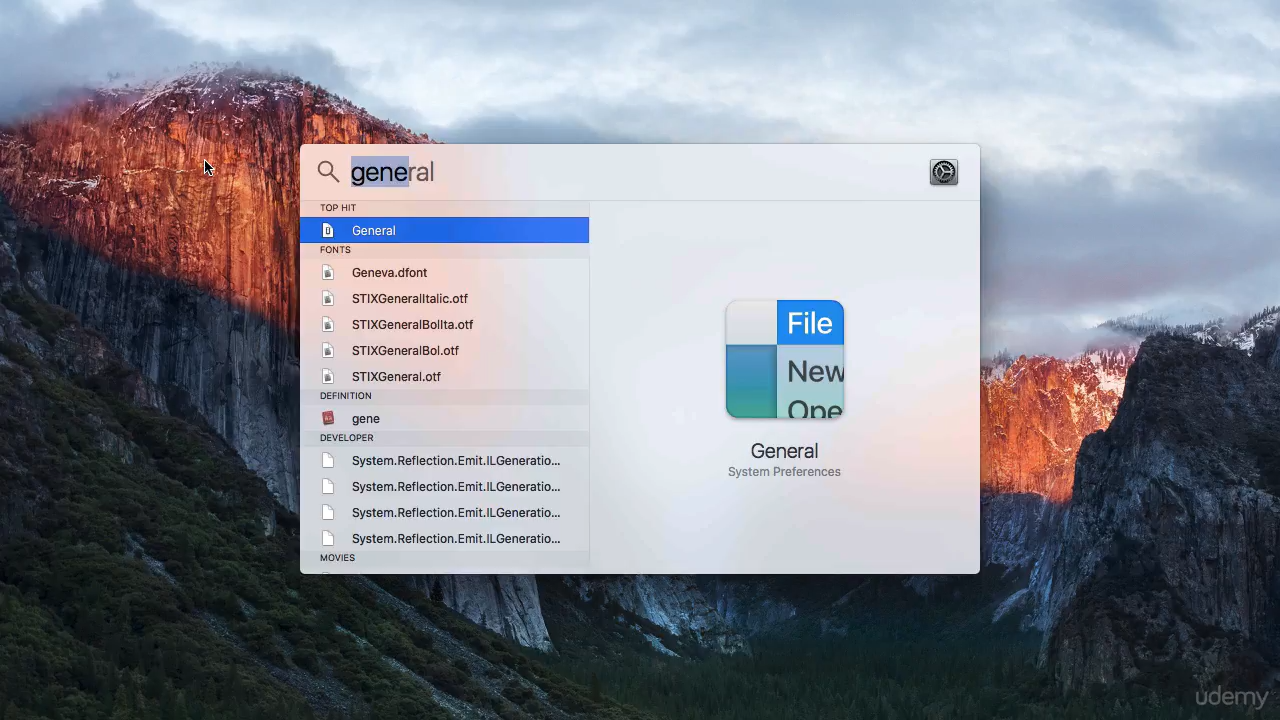 general
TOP HIT
General
FONTS
Geneva.dfont
STIXGeneralItalic.otf
STIXGeneralBolIta.otf
STIXGeneralBol.otf
STIXGeneral.otf
DEFINITION
gene
DEVELOPER
System.Reflection.Emit.ILGeneratio...
System.Reflection.Emit.ILGeneratio...
System.Reflection.Emit.ILGeneratio...
System.Reflection.Emit.ILGeneratio...
MOVIES
File
New
Ope
General
System Preferences
udemy